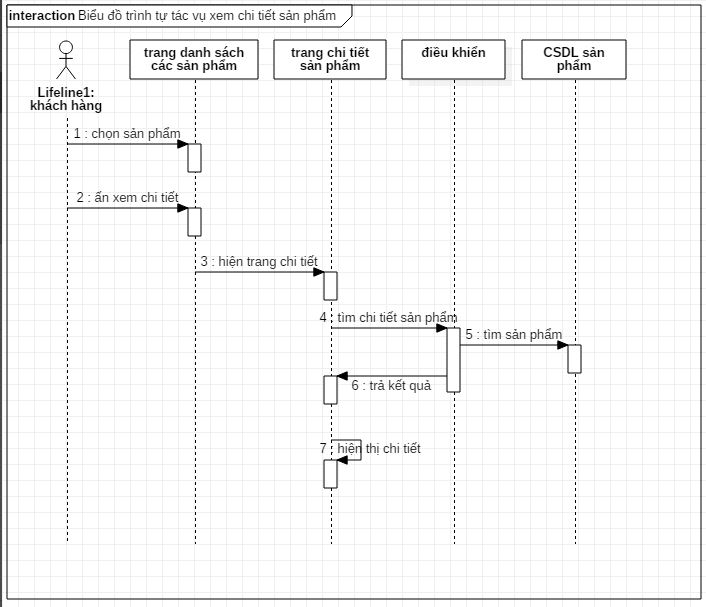 interaction Biểu đồ trình tự tác vụ xem chi tiết sản phẩm
Lifeline1:
khách hàng
trang danh sách
các sản phẩm
trang chi tiết
sản phẩm
điều khiển
CSDL sản
phẩm
1 : chọn sản phẩm
2 : ấn xem chi tiết
3 : hiện trang chi tiết
4 : tìm chi tiết sản phẩm
5 : tìm sản phẩm
6 : trả kết quả
7 : hiện thị chi tiết